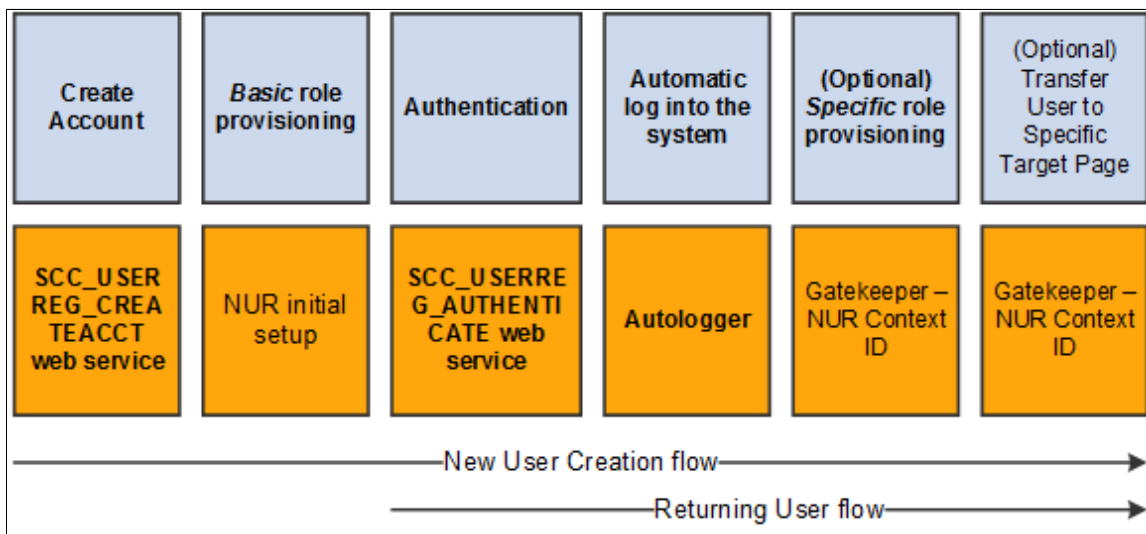 Create
Account
Basic role
provisioning
Authentication
Automatic
log into the
system
(Optional)
Specific role
provisioning
(Optional)
Transfer
User to
Specific
Target Page
SCC_USER
REG_CREA
TEACCT
web service
NUR initial
setup
SCC_USERRE
G_AUTHENTI
CATE web
service
Autologger
Gatekeeper –
NUR Context
ID
Gatekeeper –
NUR Context
ID
New User Creation flow
Returning User flow